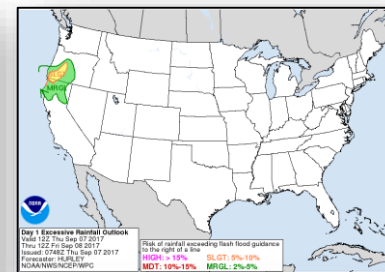 SLGT
MRGL
noaa
Day 1 Excessive Rainfall Outlook
Valid 12Z Thu Sep 07 2017
Thru 12Z Fri Sep 08 2017
Issued: 0748Z Thu Sep 07 2017
Forecaster: HURLEY
NOAA/NWS/NCEP/WPC
Risk of rainfall exceeding flash flood guidance
to the right of a line
HIGH: > 15% SLGT: 5%-10%
MDT: 10%-15% MRGL: 2%-5%